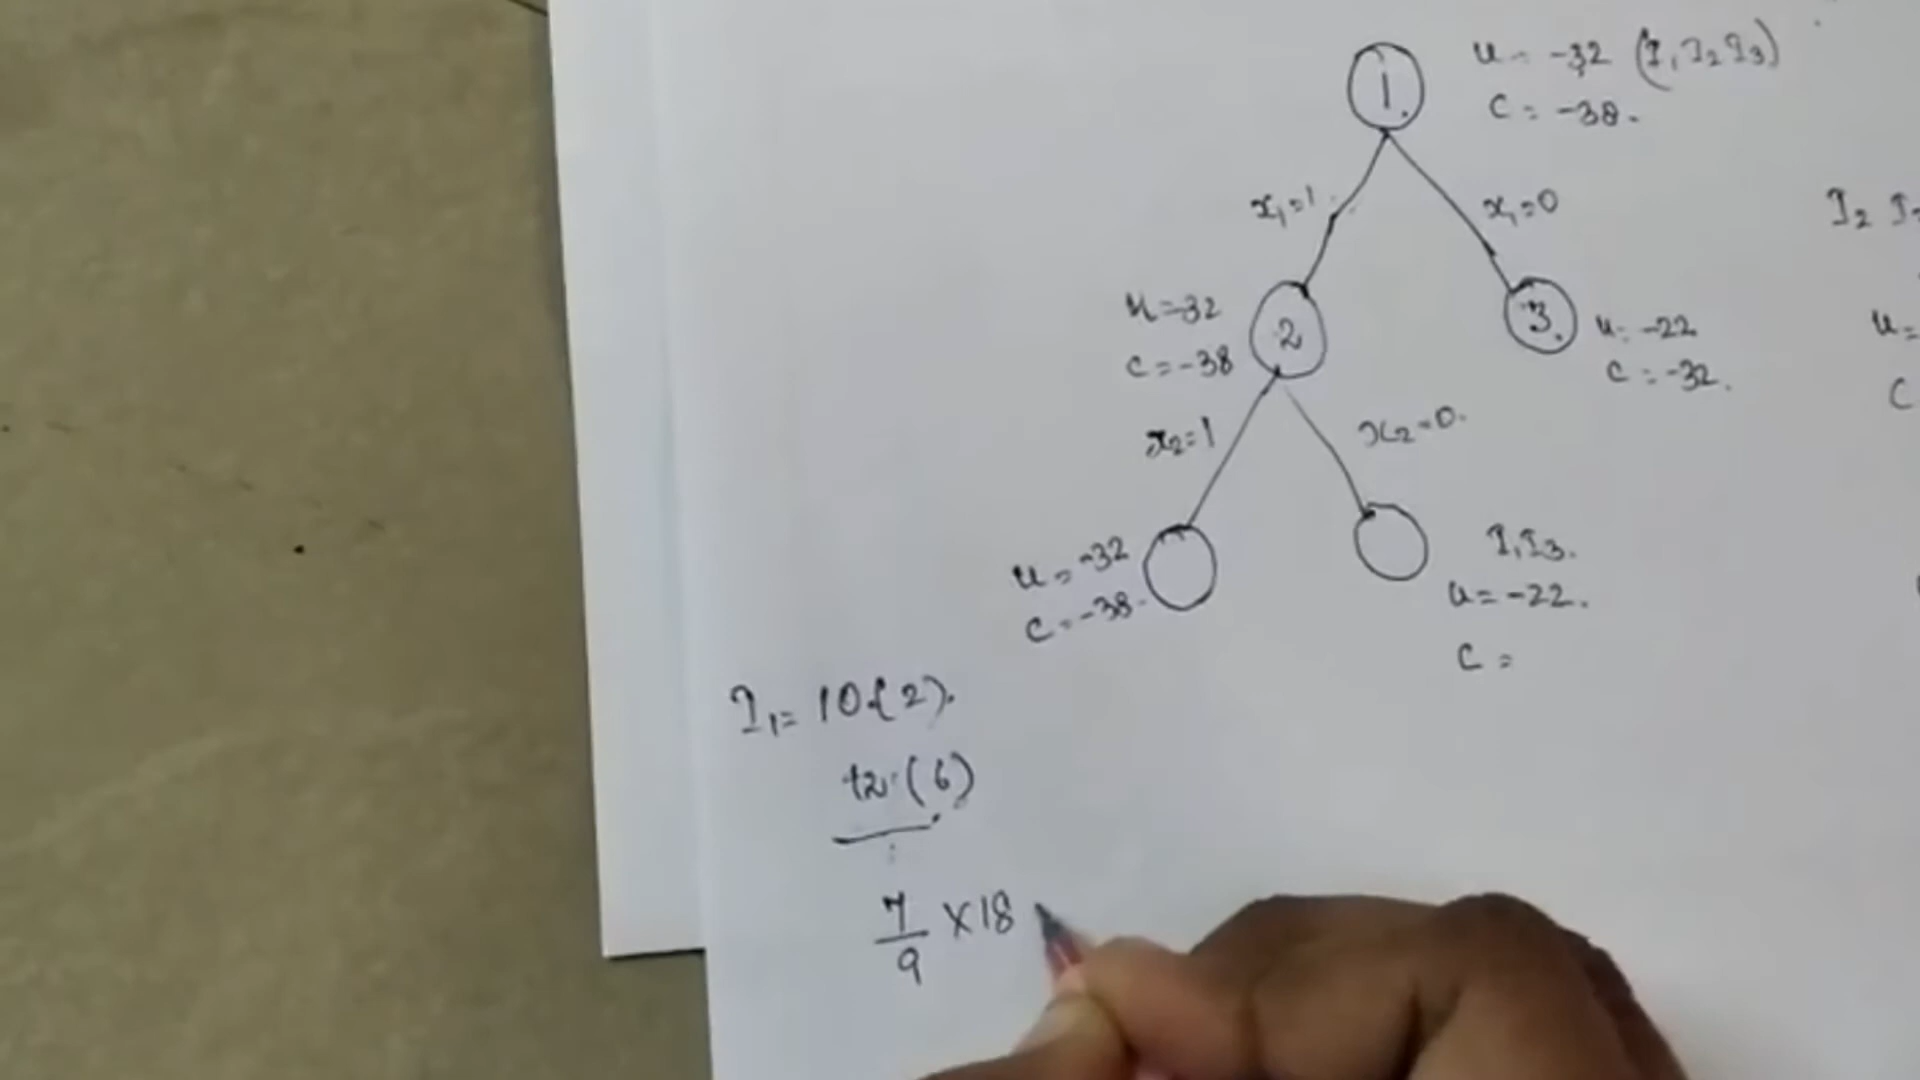 1.
u = -32 (I1 I2 I3)
C = -38.
x1=1
x1=0
I2
u = -32
C = -38
2
3.
u = -22
C = -32.
u =
C
x2=1
x2=0.
u = -32
C = -38.
I1 I3.
u = -22.
C =
I1 = 10 (2).
12 (6)
7/9 × 18